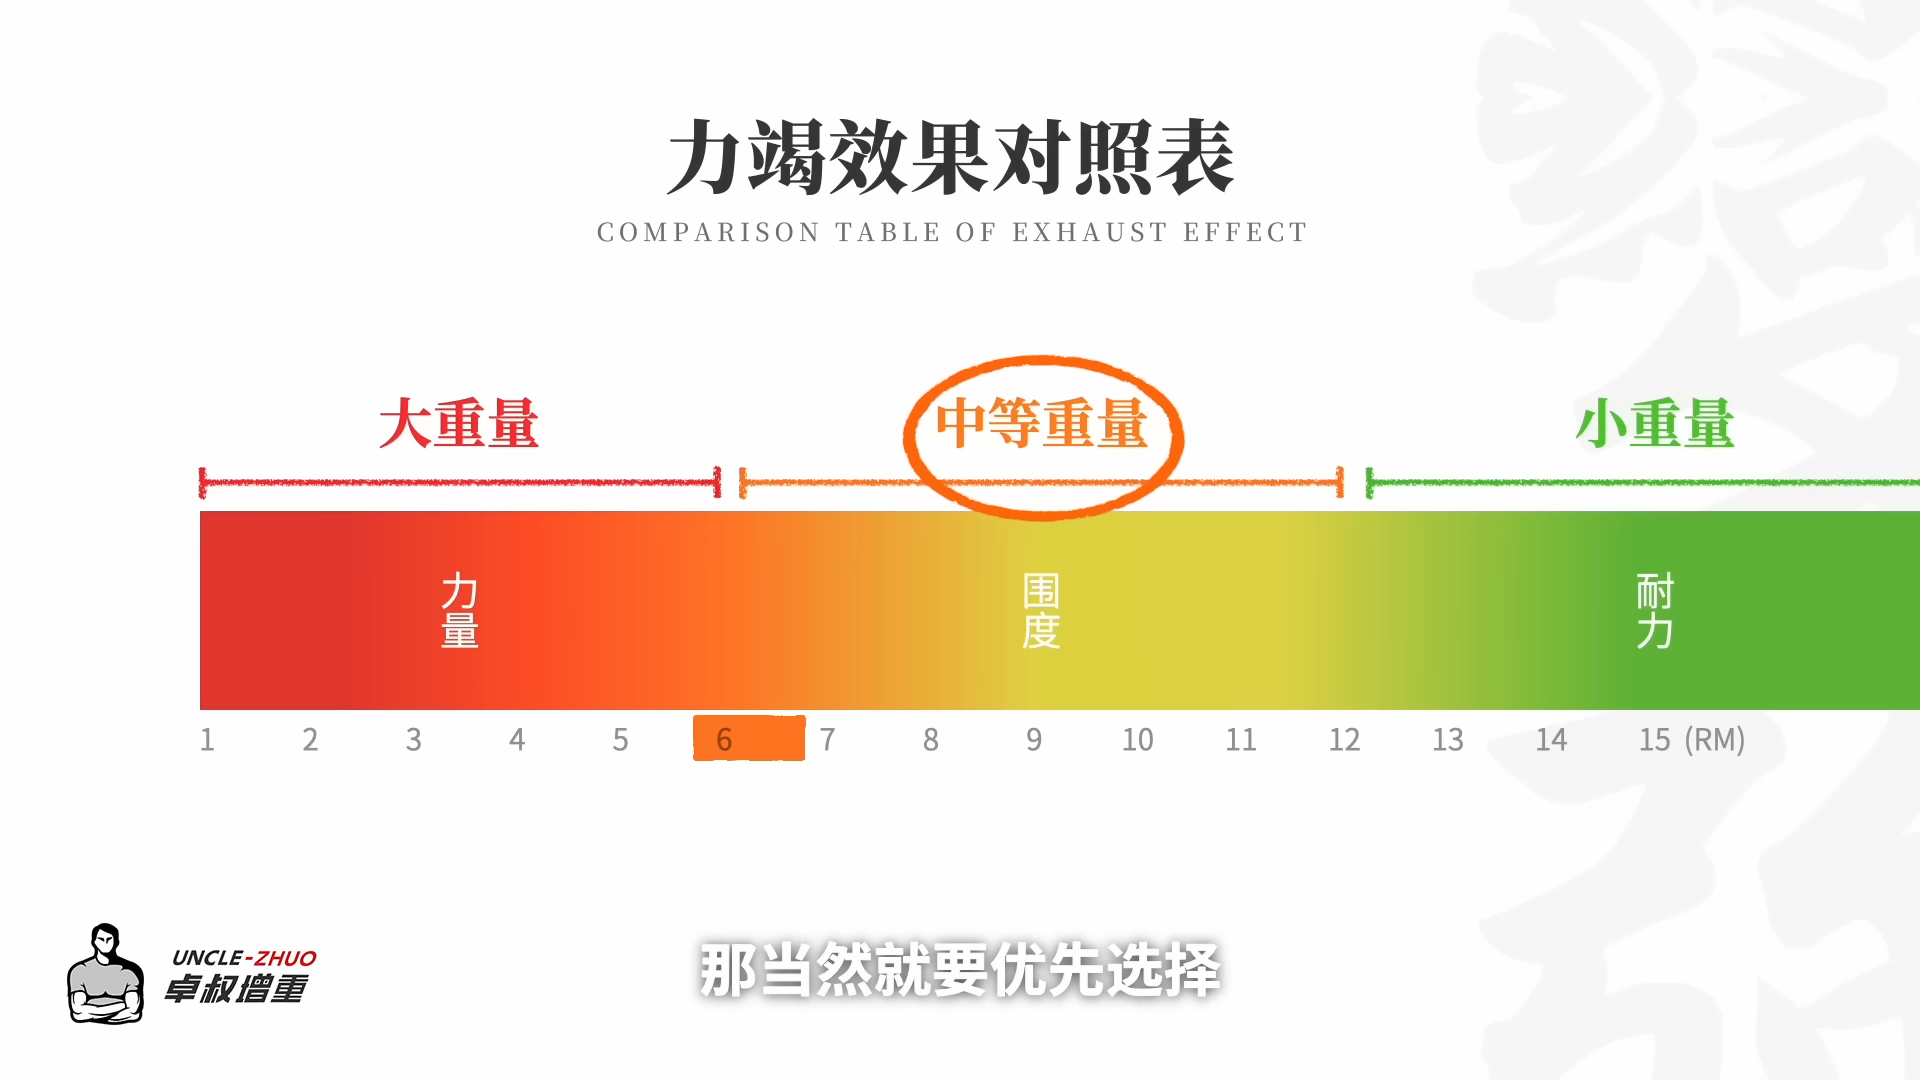 力竭效果对照表
COMPARISON TABLE OF EXHAUST EFFECT
大重量 中等重量 小重量
力量 围度 耐力
1 2 3 4 5 6 7 8 9 10 11 12 13 14 15 (RM)
那当然就要优先选择
UNCLE-ZHUO
卓叔增重